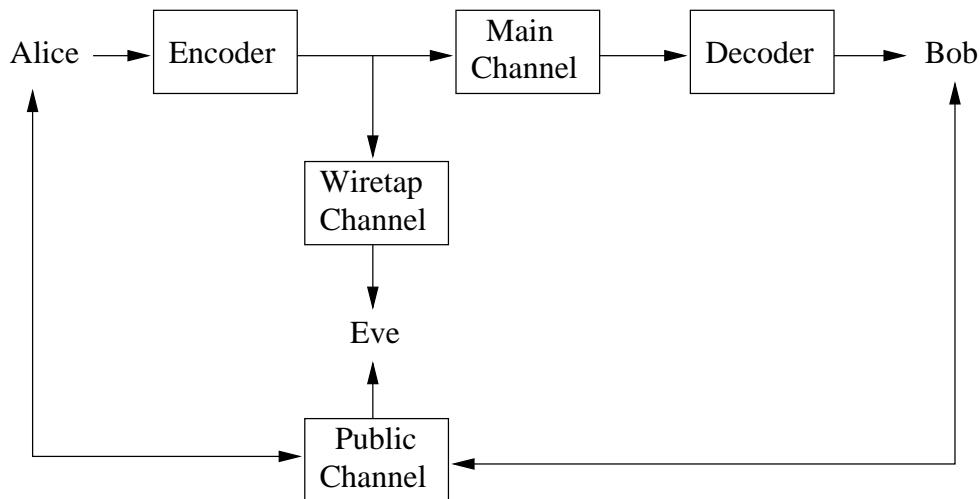 Alice
Encoder
Main
Channel
Decoder
Bob
Wiretap
Channel
Eve
Public
Channel